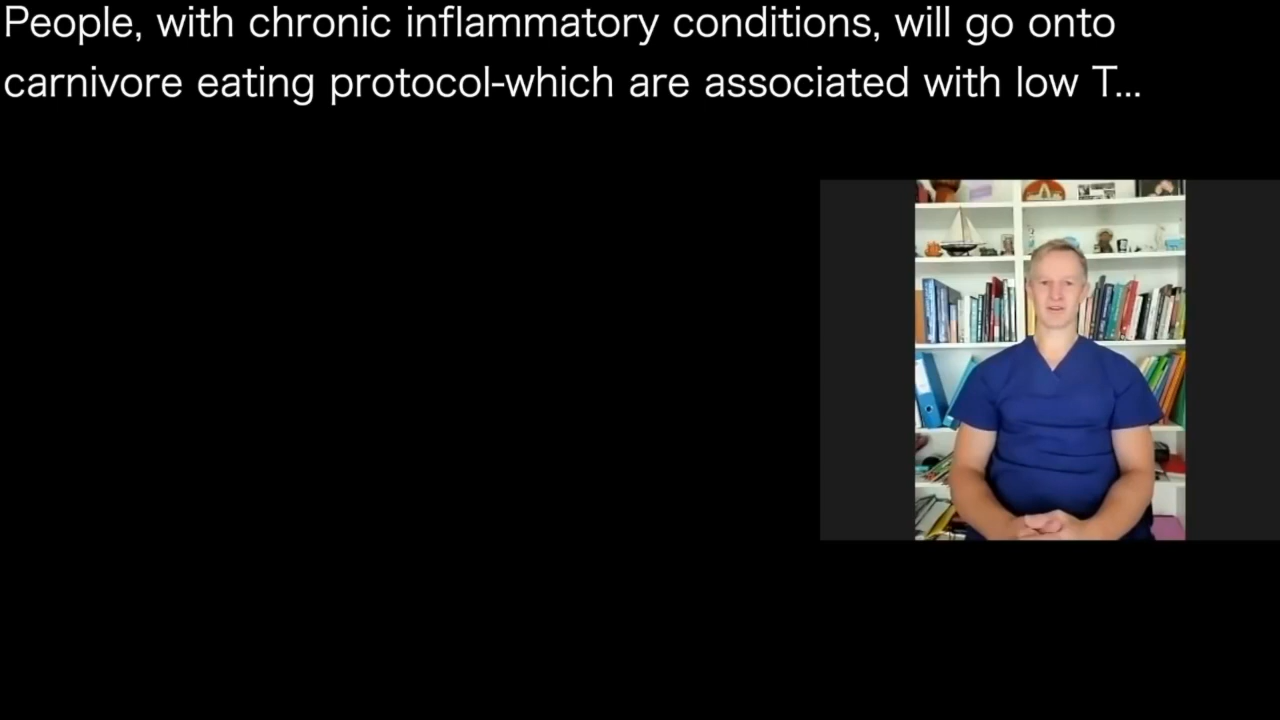 People, with chronic inflammatory conditions, will go onto
carnivore eating protocol-which are associated with low T...